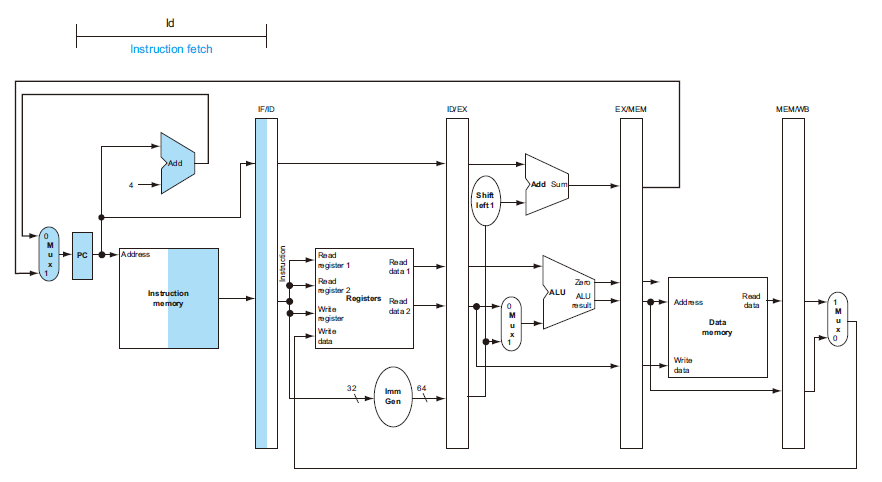 ld
Instruction fetch
IF/ID
ID/EX
EX/MEM
MEM/WB
Add
4
Add Sum
Shift
left 1
0
M
u
x
1
PC
Address
Instruction
memory
Instruction
Read
register 1
Read
data 1
Read
register 2
Registers
Read
data 2
Write
register
Write
data
0
M
u
x
1
Zero
ALU
ALU
result
Address
Read
data
Data
memory
Write
data
1
M
u
x
0
32
Imm
Gen
64